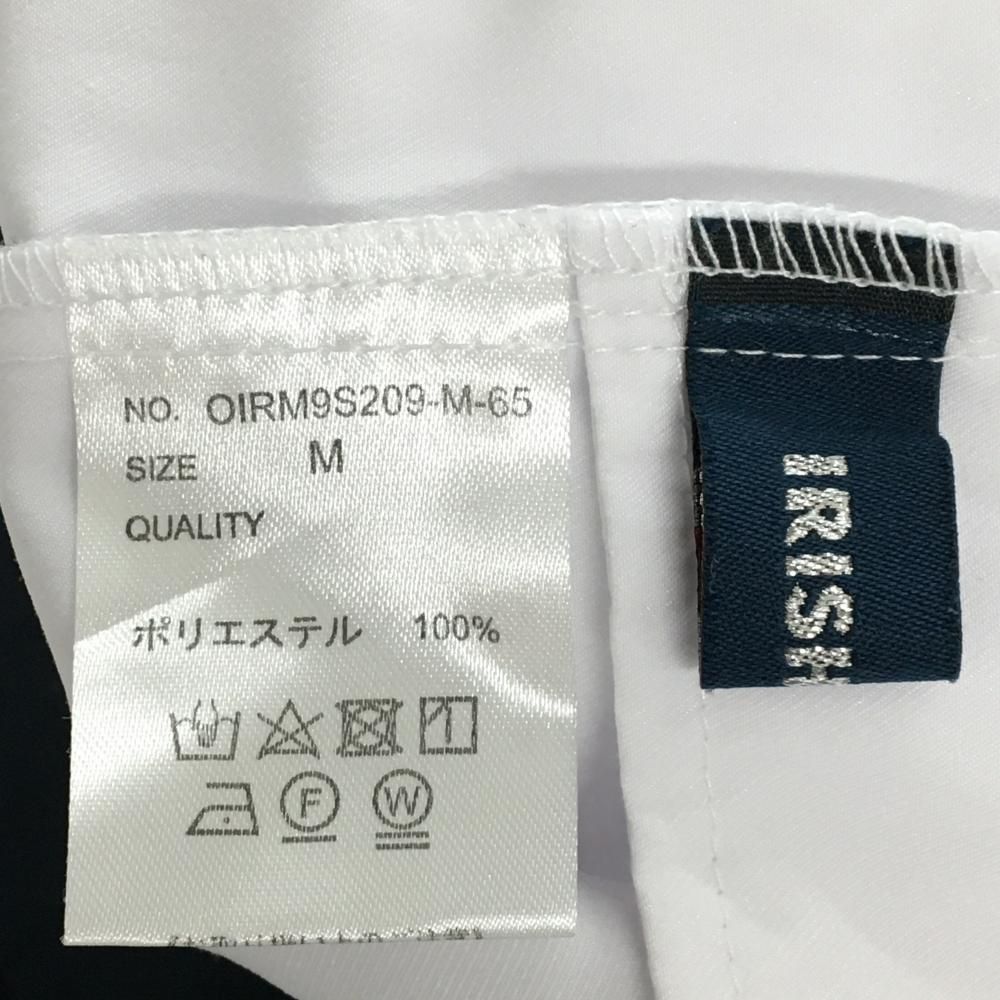 NO. OIRM9S209-M-65
SIZE M
QUALITY
ポリエステル 100%
F W
IRISH